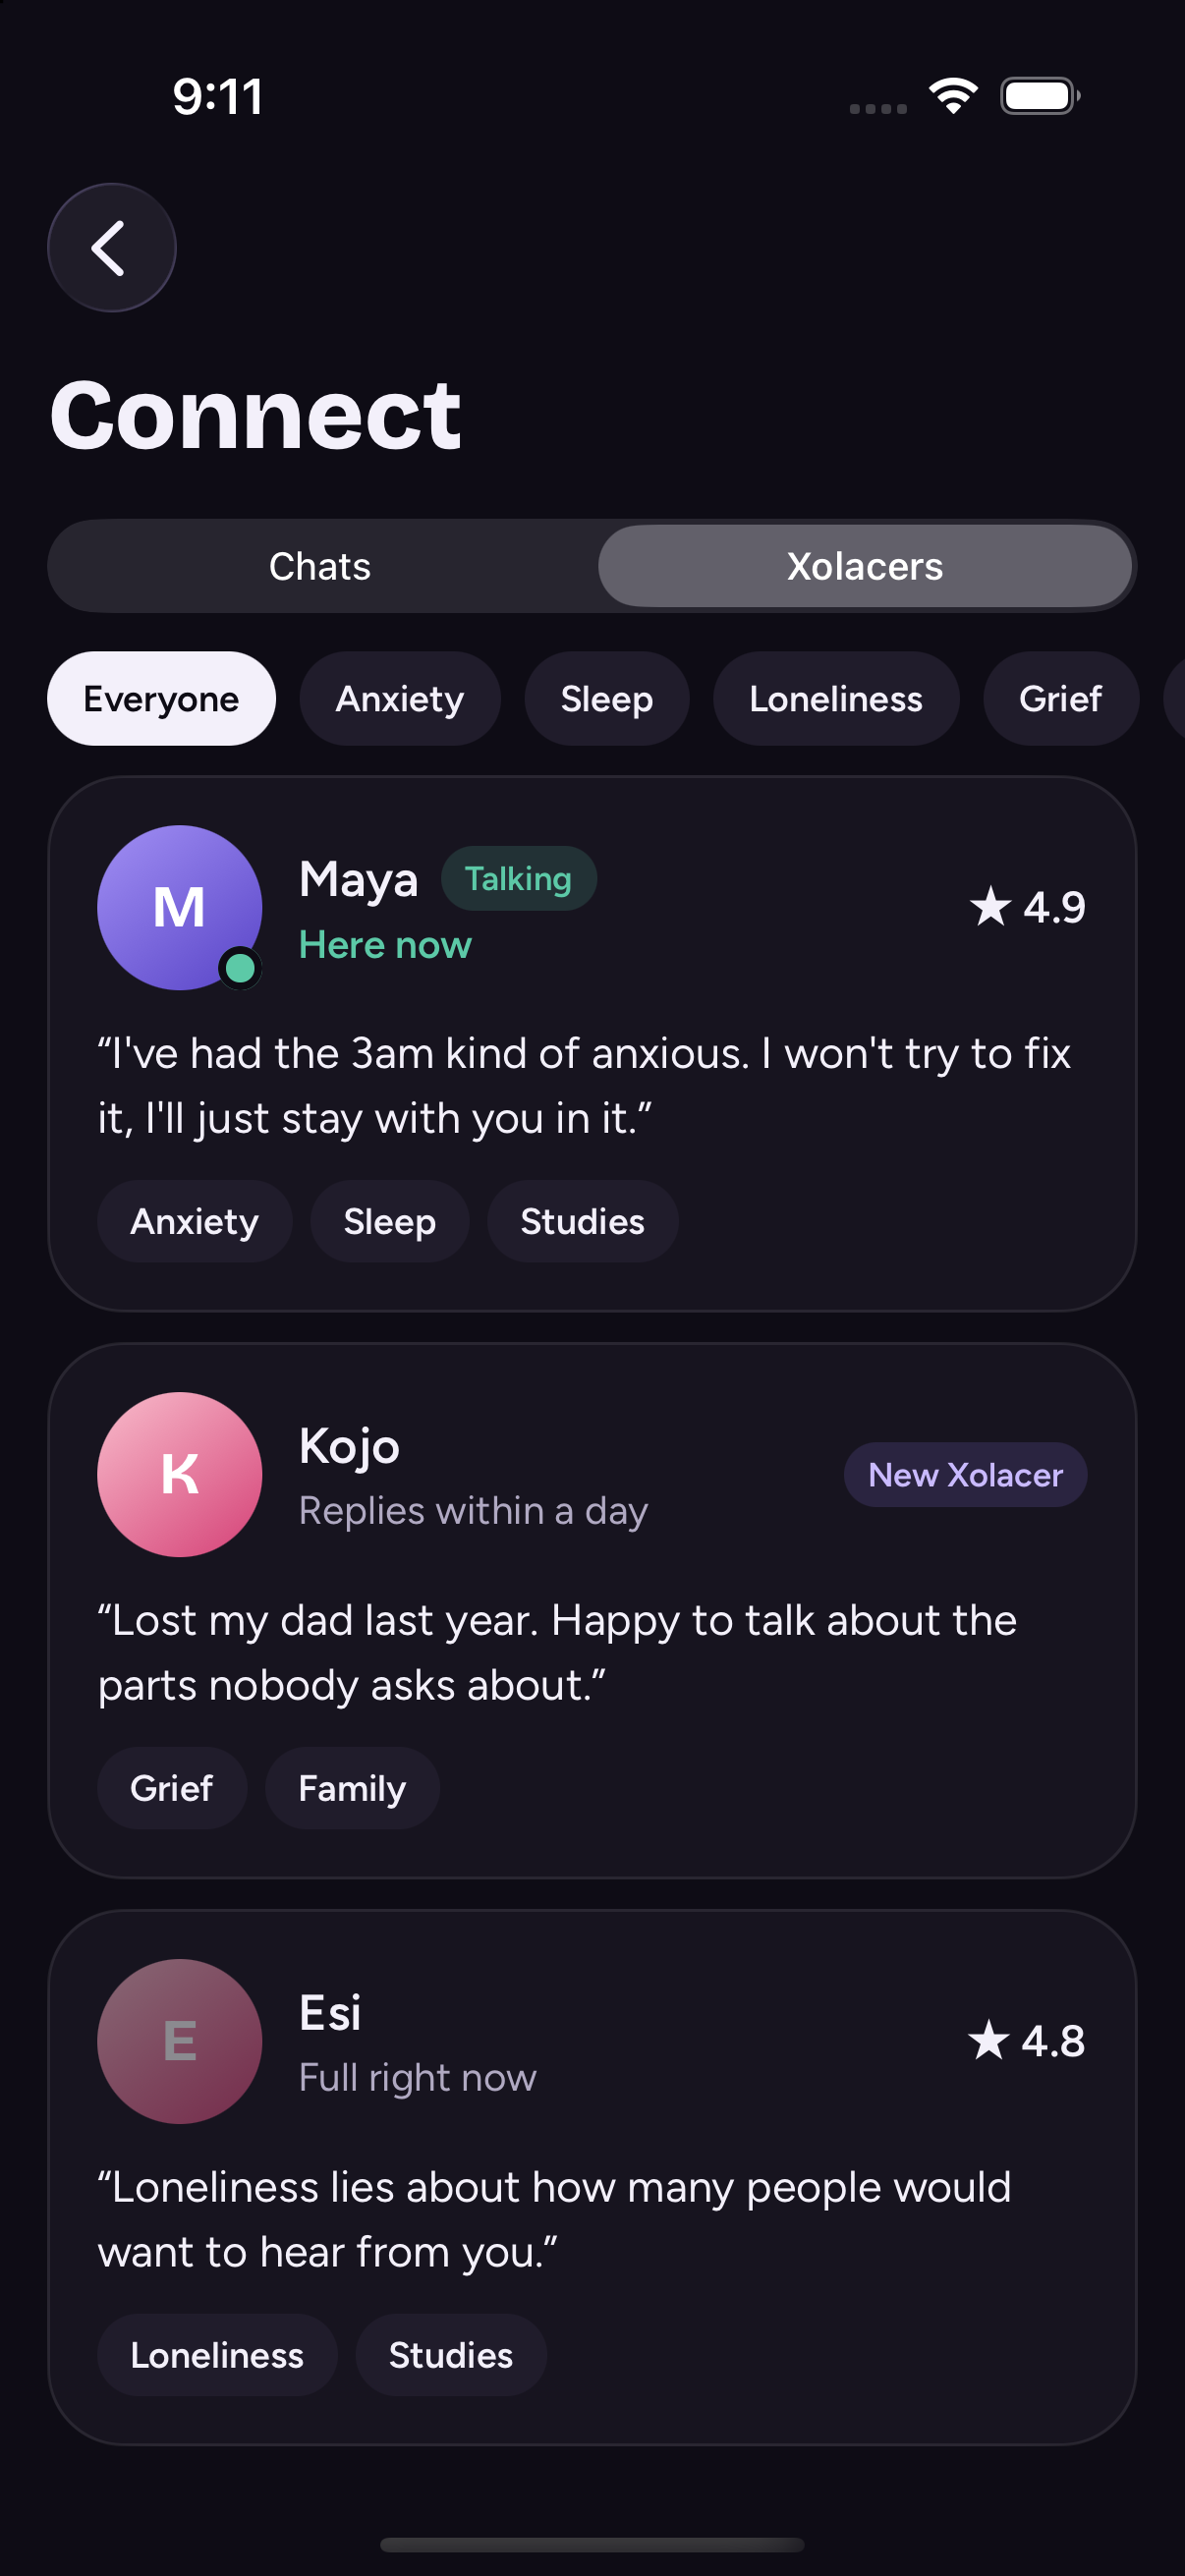 9:11
Connect
Chats
Xolacers
Everyone
Anxiety
Sleep
Loneliness
Grief
M
Maya
Talking
Here now
★ 4.9
“I've had the 3am kind of anxious. I won't try to fix
it, I'll just stay with you in it.”
Anxiety
Sleep
Studies
K
Kojo
Replies within a day
New Xolacer
“Lost my dad last year. Happy to talk about the
parts nobody asks about.”
Grief
Family
E
Esi
Full right now
★ 4.8
“Loneliness lies about how many people would
want to hear from you.”
Loneliness
Studies